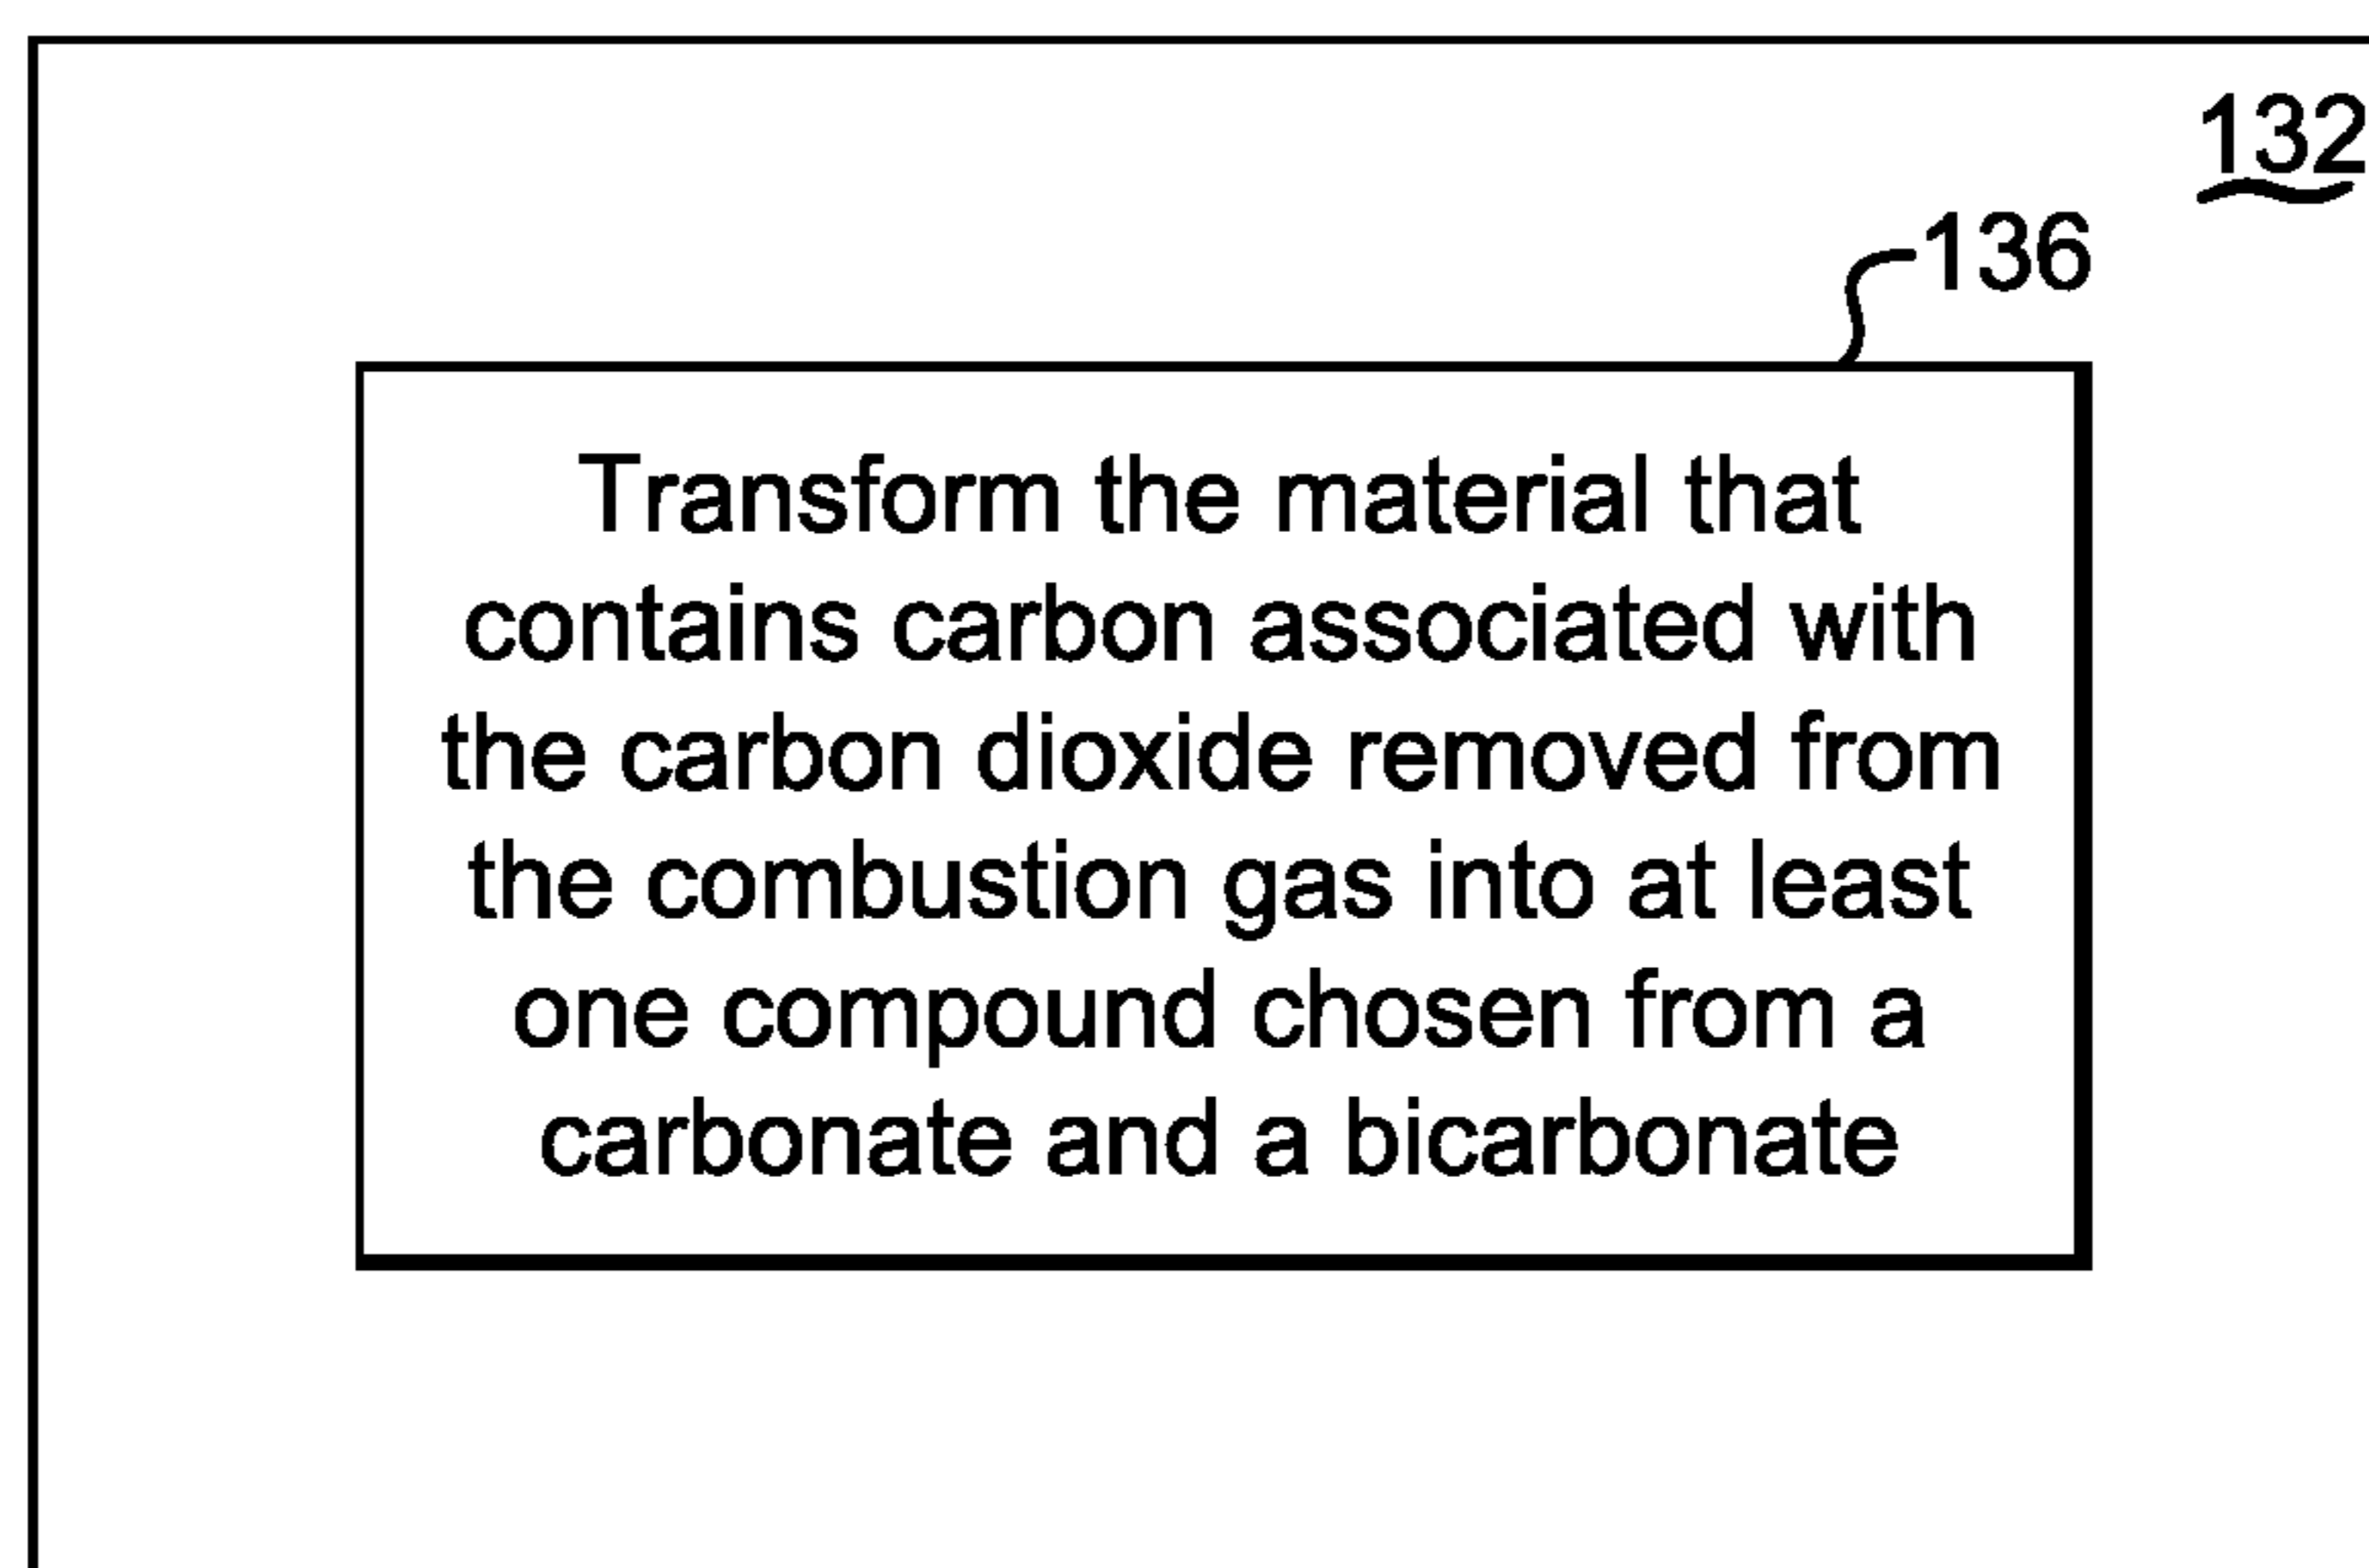 132
136
Transform the material that
contains carbon associated with
the carbon dioxide removed from
the combustion gas into at least
one compound chosen from a
carbonate and a bicarbonate